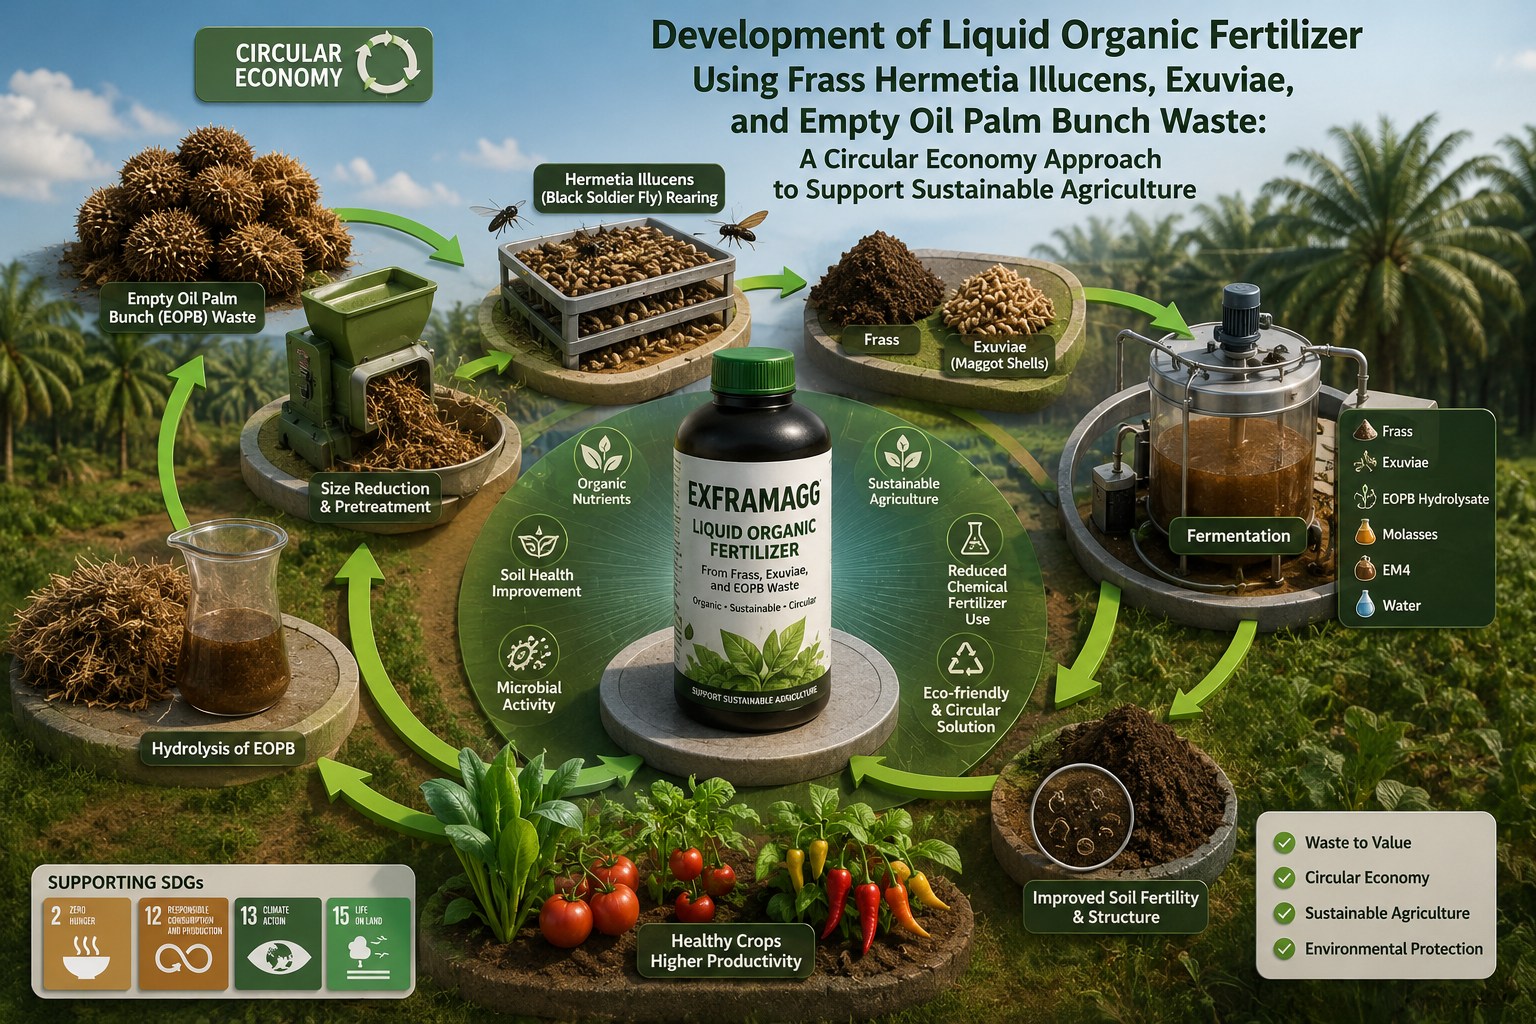 CIRCULAR
ECONOMY
Development of Liquid Organic Fertilizer
Using Frass Hermetia Illucens, Exuviae,
and Empty Oil Palm Bunch Waste:
A Circular Economy Approach
to Support Sustainable Agriculture
Hermetia Illucens
(Black Soldier Fly) Rearing
Empty Oil Palm
Bunch (EOPB) Waste
Frass
Exuviae
(Maggot Shells)
Size Reduction
& Pretreatment
Frass
Exuviae
EOPB Hydrolysate
Molasses
EM4
Water
Fermentation
Organic
Nutrients
Soil Health
Improvement
Microbial
Activity
EXFRAMAGG
LIQUID ORGANIC
FERTILIZER
From Frass, Exuviae,
and EOPB Waste
Organic • Sustainable • Circular
SUPPORT SUSTAINABLE AGRICULTURE
Sustainable
Agriculture
Reduced
Chemical
Fertilizer
Use
Eco-friendly
& Circular
Solution
Hydrolysis of EOPB
Improved Soil Fertility
& Structure
Healthy Crops
Higher Productivity
SUPPORTING SDGs
2 ZERO
HUNGER
12 RESPONSIBLE
CONSUMPTION
AND PRODUCTION
13 CLIMATE
ACTION
15 LIFE
ON LAND
Waste to Value
Circular Economy
Sustainable Agriculture
Environmental Protection